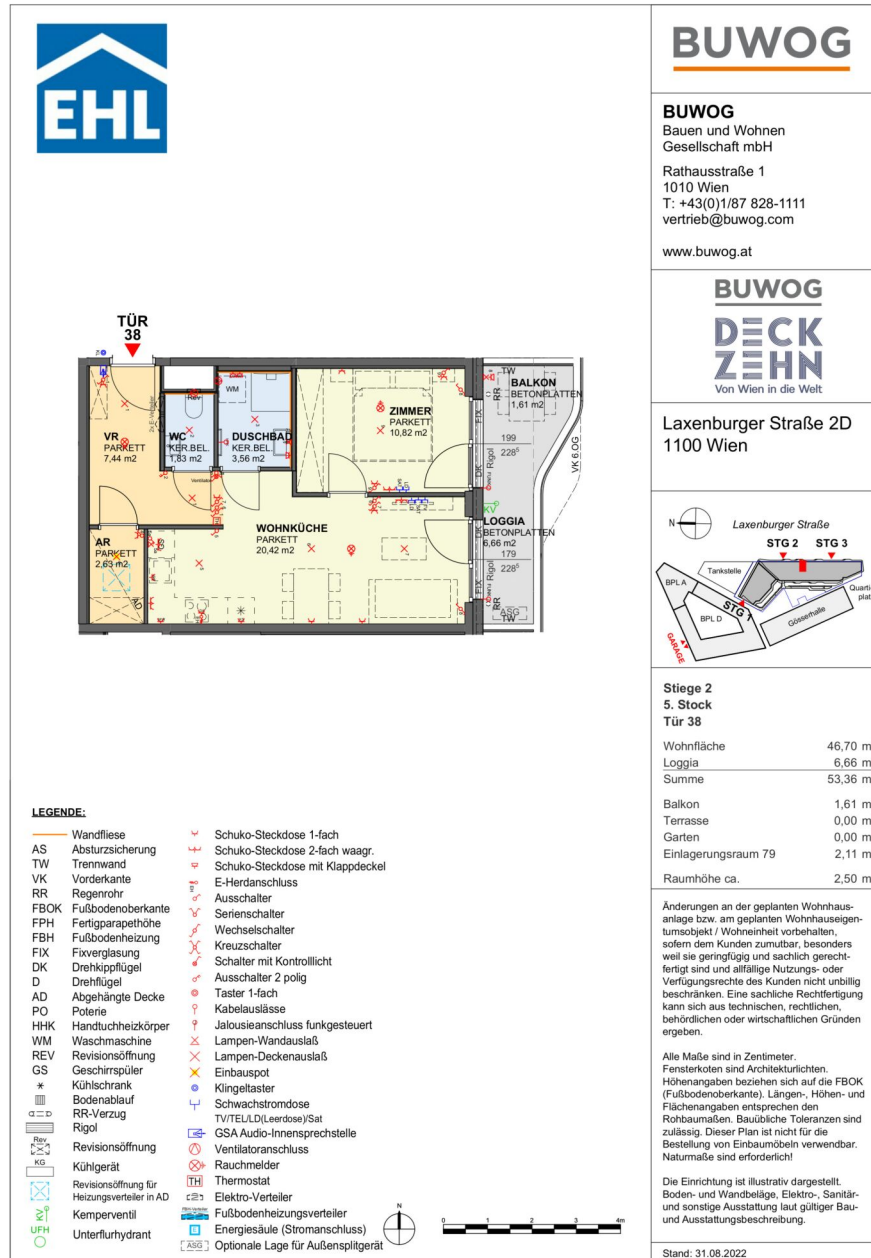 EHL
BUWOG
BUWOG
Bauen und Wohnen
Gesellschaft mbH
Rathausstraße 1
1010 Wien
T: +43(0)1/87 828-1111
vertrieb@buwog.com
www.buwog.at
BUWOG
DECK
ZEHN
Von Wien in die Welt
Laxenburger Straße 2D
1100 Wien
N
Laxenburger Straße
STG 2 STG 3
Tankstelle
BPL A
STG 1
BPL D
Gösserhalle
GARAGE
Stiege 2
5. Stock
Tür 38
Wohnfläche 46,70 m
Loggia 6,66 m
Summe 53,36 m
Balkon 1,61 m
Terrasse 0,00 m
Garten 0,00 m
Einlagerungsraum 79 2,11 m
Raumhöhe ca. 2,50 m
Änderungen an der geplanten Wohnhaus-
anlage bzw. am geplanten Wohnhauseigen-
tumsobjekt / Wohneinheit vorbehalten,
sofern dem Kunden zumutbar, besonders
weil sie geringfügig und sachlich gerecht-
fertigt sind und allfällige Nutzungs- oder
Verfügungsrechte des Kunden nicht unbillig
beschränken. Eine sachliche Rechtfertigung
kann sich aus technischen, rechtlichen,
behördlichen oder wirtschaftlichen Gründen
ergeben.
Alle Maße sind in Zentimeter.
Fensterkoten sind Architekturlichten.
Höhenangaben beziehen sich auf die FBOK
(Fußbodenoberkante). Längen-, Höhen- und
Flächenangaben entsprechen den
Rohbaumaßen. Bauübliche Toleranzen sind
zulässig. Dieser Plan ist nicht für die
Bestellung von Einbaumöbeln verwendbar.
Naturmaße sind erforderlich!
Die Einrichtung ist illustrativ dargestellt.
Boden- und Wandbeläge, Elektro-, Sanitär-
und sonstige Ausstattung laut gültiger Bau-
und Ausstattungsbeschreibung.
Stand: 31.08.2022
TÜR
38
VR
PARKETT
7,44 m2
WC
KER.BEL.
1,83 m2
Rev
Ventilator
WM
DUSCHBAD
KER.BEL.
3,56 m2
ZIMMER
PARKETT
10,82 m2
TW
RR
BALKON
BETONPLATTEN
1,61 m2
FIX
199
228⁵
DK
Rigol
VK 6.OG
KV
AR
PARKETT
2,63 m2
AD
GS
WOHNKÜCHE
PARKETT
20,42 m2
LOGGIA
BETONPLATTEN
6,66 m2
DK
179
228⁵
FIX
Rigol
RR
ASG
TW
LEGENDE:
Wandfliese
AS Absturzsicherung
TW Trennwand
VK Vorderkante
RR Regenrohr
FBOK Fußbodenoberkante
FPH Fertigparapethöhe
FBH Fußbodenheizung
FIX Fixverglasung
DK Drehkippflügel
D Drehflügel
AD Abgehängte Decke
PO Poterie
HHK Handtuchheizkörper
WM Waschmaschine
REV Revisionsöffnung
GS Geschirrspüler
* Kühlschrank
Bodenablauf
RR-Verzug
Rigol
Rev Revisionsöffnung
KG Kühlgerät
Revisionsöffnung für
Heizungsverteiler in AD
KV Kemperventil
UFH Unterflurhydrant
Schuko-Steckdose 1-fach
Schuko-Steckdose 2-fach waagr.
Schuko-Steckdose mit Klappdeckel
E-Herdanschluss
Ausschalter
Serienschalter
Wechselschalter
Kreuzschalter
Schalter mit Kontrolllicht
Ausschalter 2 polig
Taster 1-fach
Kabelauslässe
Jalousieanschluss funkgesteuert
Lampen-Wandauslaß
Lampen-Deckenauslaß
Einbauspot
Klingeltaster
Schwachstromdose
TV/TEL/LD(Leerdose)/Sat
GSA Audio-Innensprechstelle
Ventilatoranschluss
Rauchmelder
TH Thermostat
Elektro-Verteiler
Fußbodenheizungsverteiler
E Energiesäule (Stromanschluss)
ASG Optionale Lage für Außensplitgerät
N
0 1 2 3 4m